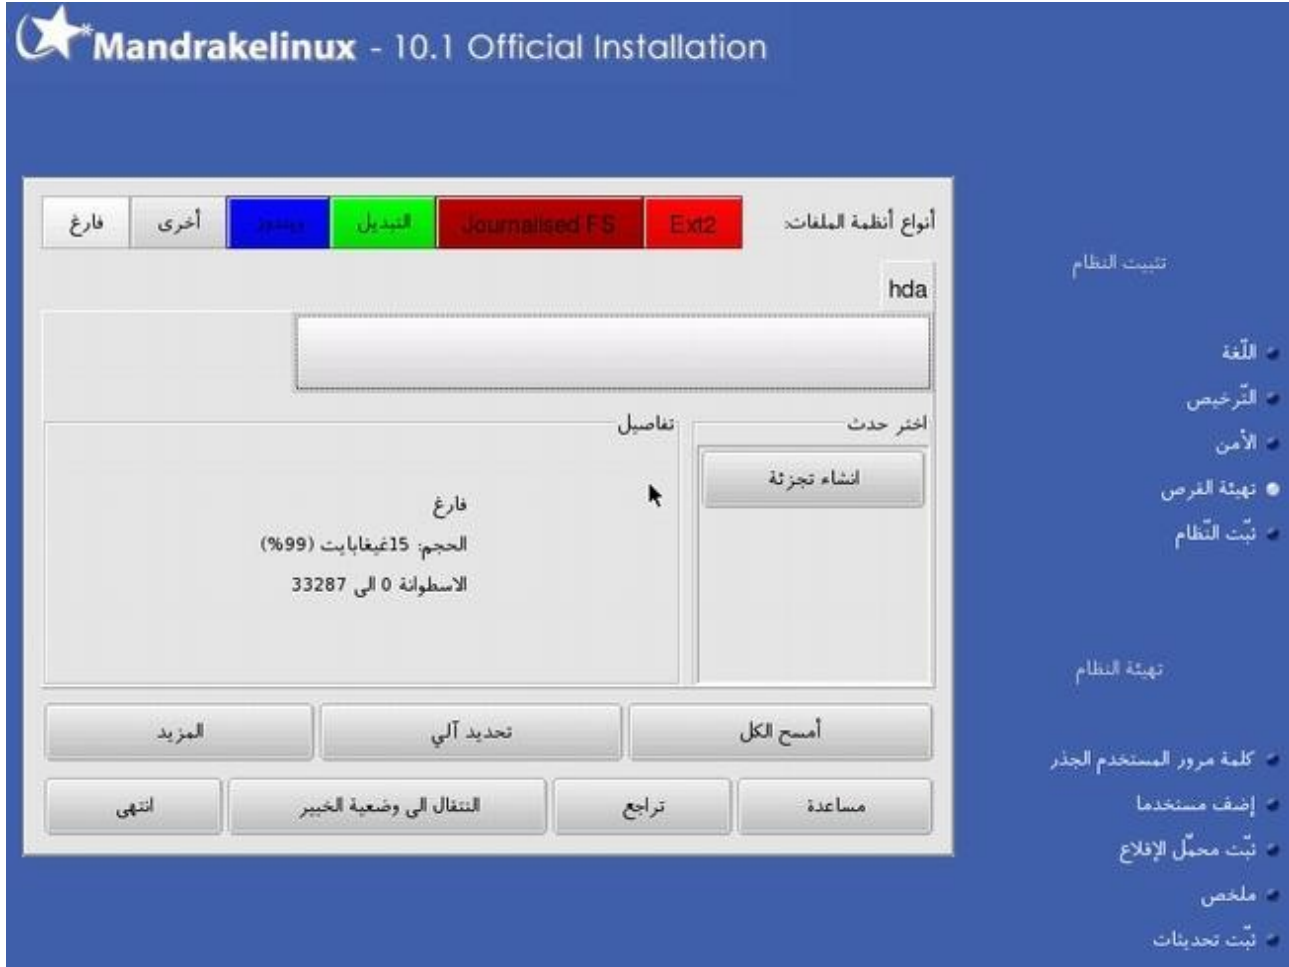 Mandrakelinux - 10.1 Official Installation
أنواع أنظمة الملفات: Ext2 Journalised FS التبديل ويندوز أخرى فارغ
hda
اختر حدث
انشاء تجزئة
تفاصيل
فارغ
الحجم: 15غيغابايت (99%)
الاسطوانة 0 الى 33287
أمسح الكل تحديد آلي المزيد
مساعدة تراجع النتقال الى وضعية الخبير انتهى
تثبيت النظام
اللّغة
التّرخيص
الأمن
تهيئة القرص
ثبّت النّظام
تهيئة النظام
كلمة مرور المستخدم الجذر
إضف مستخدما
ثبّت محمّل الإقلاع
ملخص
ثبّت تحديثات